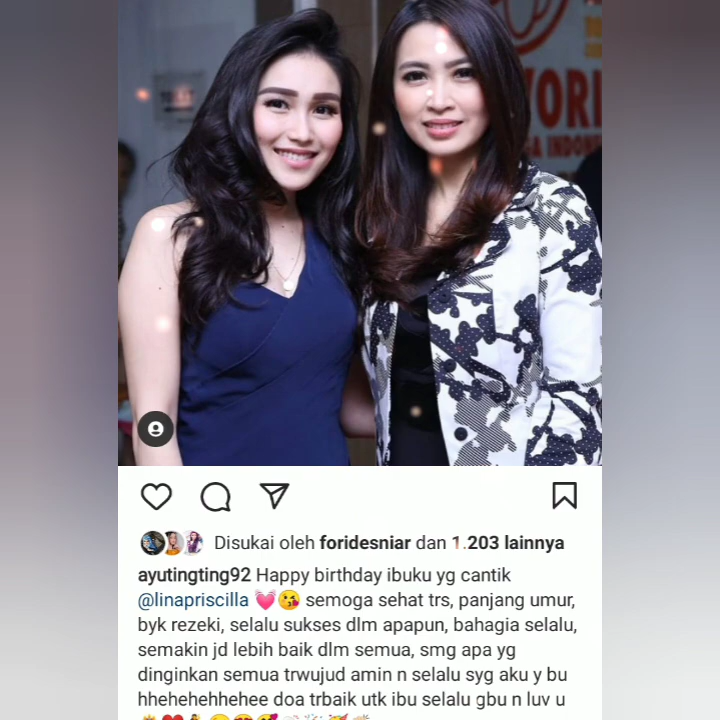 YORI
A INDON
Disukai oleh foridesniar dan 1.203 lainnya
ayutingting92 Happy birthday ibuku yg cantik
@linapriscilla 💓😘 semoga sehat trs, panjang umur,
byk rezeki, selalu sukses dlm apapun, bahagia selalu,
semakin jd lebih baik dlm semua, smg apa yg
dinginkan semua trwujud amin n selalu syg aku y bu
hhehehehhehee doa trbaik utk ibu selalu gbu n luv u